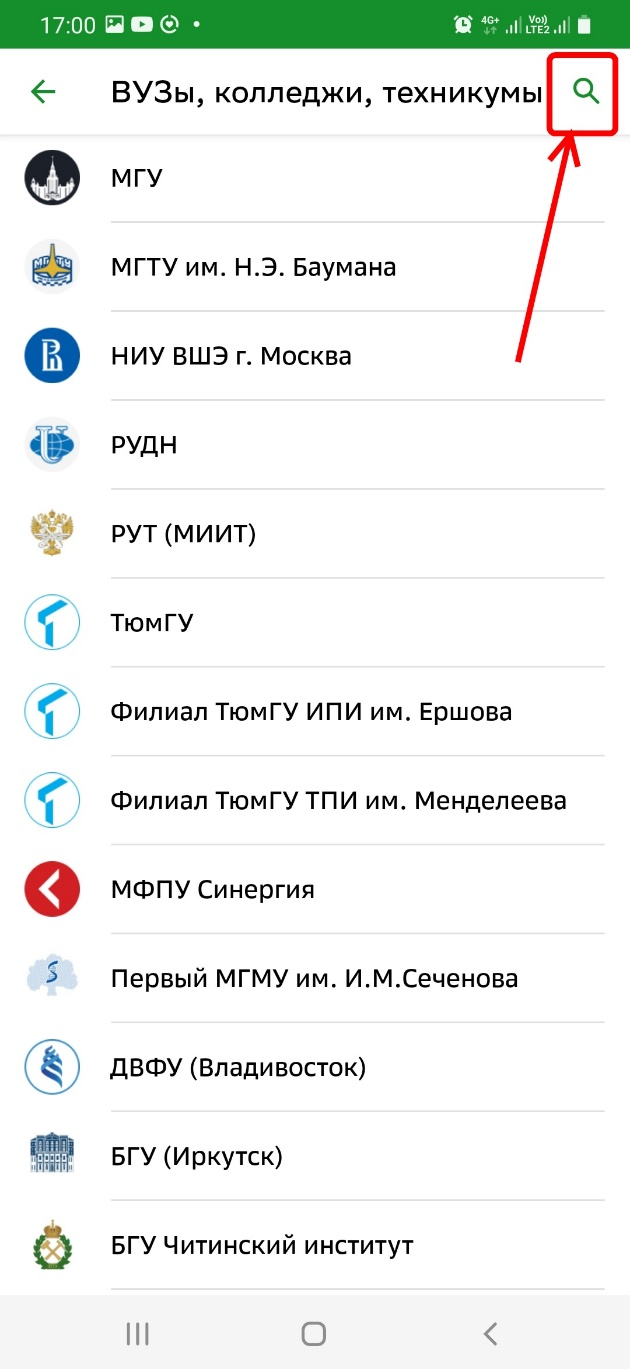 17:00 4G+ Vo) LTE2
ВУЗы, колледжи, техникумы
МГУ
МГТУ им. Н.Э. Баумана
НИУ ВШЭ г. Москва
РУДН
РУТ (МИИТ)
ТюмГУ
Филиал ТюмГУ ИПИ им. Ершова
Филиал ТюмГУ ТПИ им. Менделеева
МФПУ Синергия
Первый МГМУ им. И.М.Сеченова
ДВФУ (Владивосток)
БГУ (Иркутск)
БГУ Читинский институт